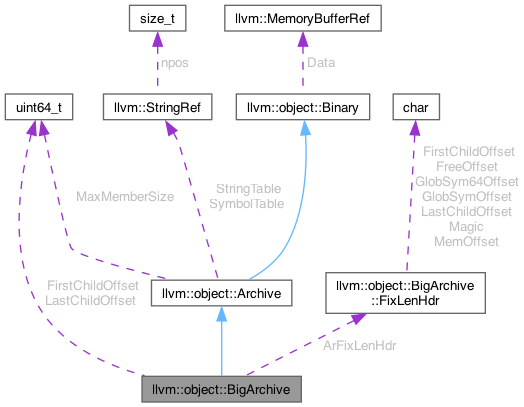 size_t
llvm::MemoryBufferRef
npos
Data
uint64_t
llvm::StringRef
llvm::object::Binary
char
FirstChildOffset
FreeOffset
GlobSym64Offset
GlobSymOffset
LastChildOffset
Magic
MemOffset
MaxMemberSize
StringTable
SymbolTable
FirstChildOffset
LastChildOffset
llvm::object::Archive
llvm::object::BigArchive
::FixLenHdr
ArFixLenHdr
llvm::object::BigArchive